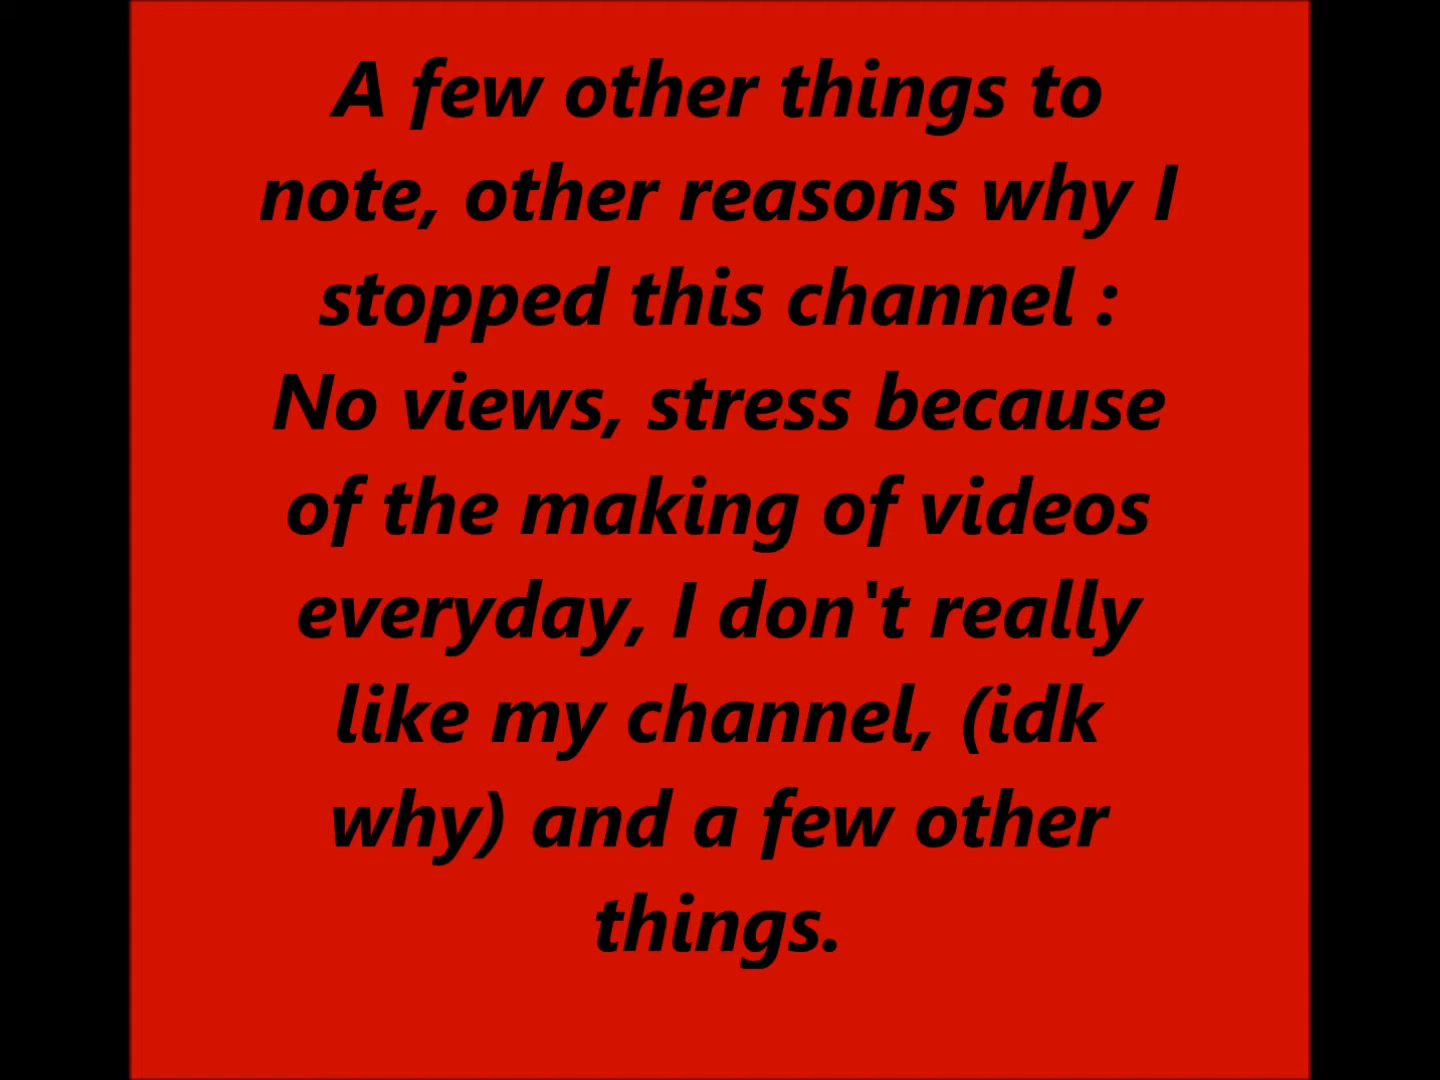 A few other things to
note, other reasons why I
stopped this channel :
No views, stress because
of the making of videos
everyday, I don't really
like my channel, (idk
why) and a few other
things.